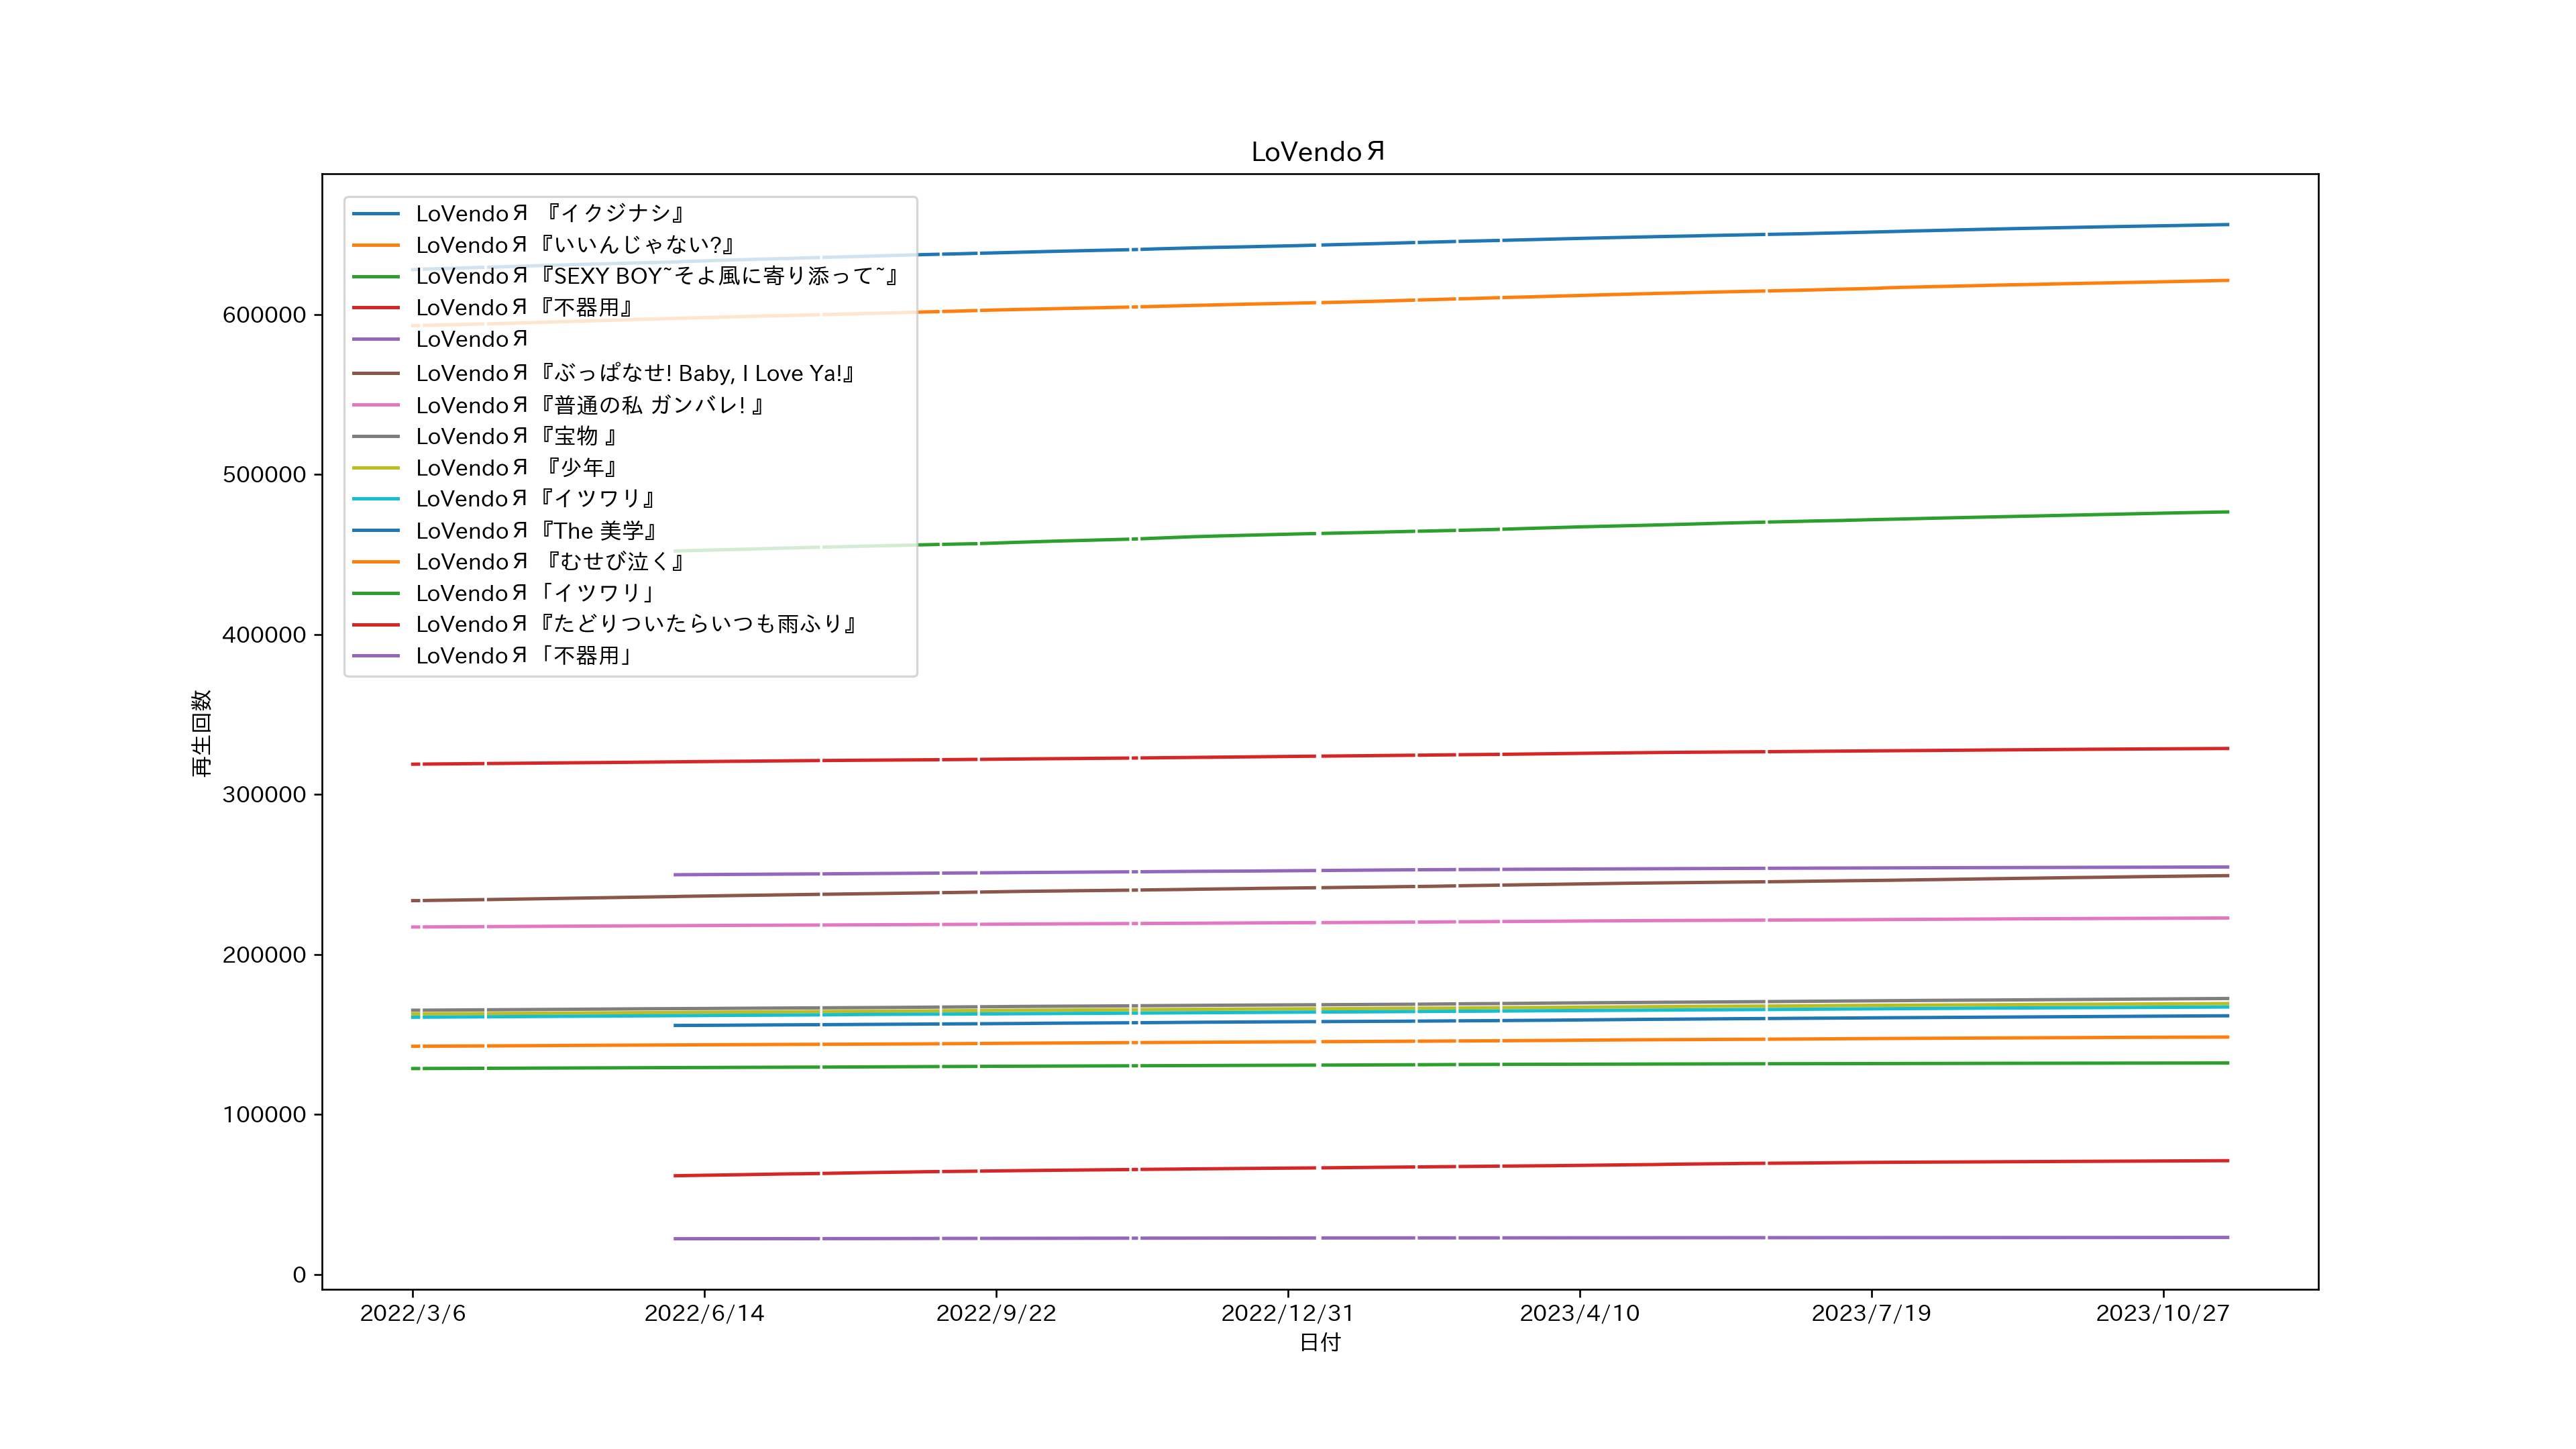 LoVendoЯ
LoVendoЯ 『イクジナシ』
LoVendoЯ『いいんじゃない?』
LoVendoЯ『SEXY BOY~そよ風に寄り添って~』
LoVendoЯ『不器用』
LoVendoЯ
LoVendoЯ『ぶっぱなせ! Baby, I Love Ya!』
LoVendoЯ『普通の私 ガンバレ! 』
LoVendoЯ『宝物 』
LoVendoЯ 『少年』
LoVendoЯ『イツワリ』
LoVendoЯ『The 美学』
LoVendoЯ 『むせび泣く』
LoVendoЯ「イツワリ」
LoVendoЯ『たどりついたらいつも雨ふり』
LoVendoЯ「不器用」
600000
500000
400000
300000
200000
100000
0
再生回数
2022/3/6 2022/6/14 2022/9/22 2022/12/31 2023/4/10 2023/7/19 2023/10/27
日付